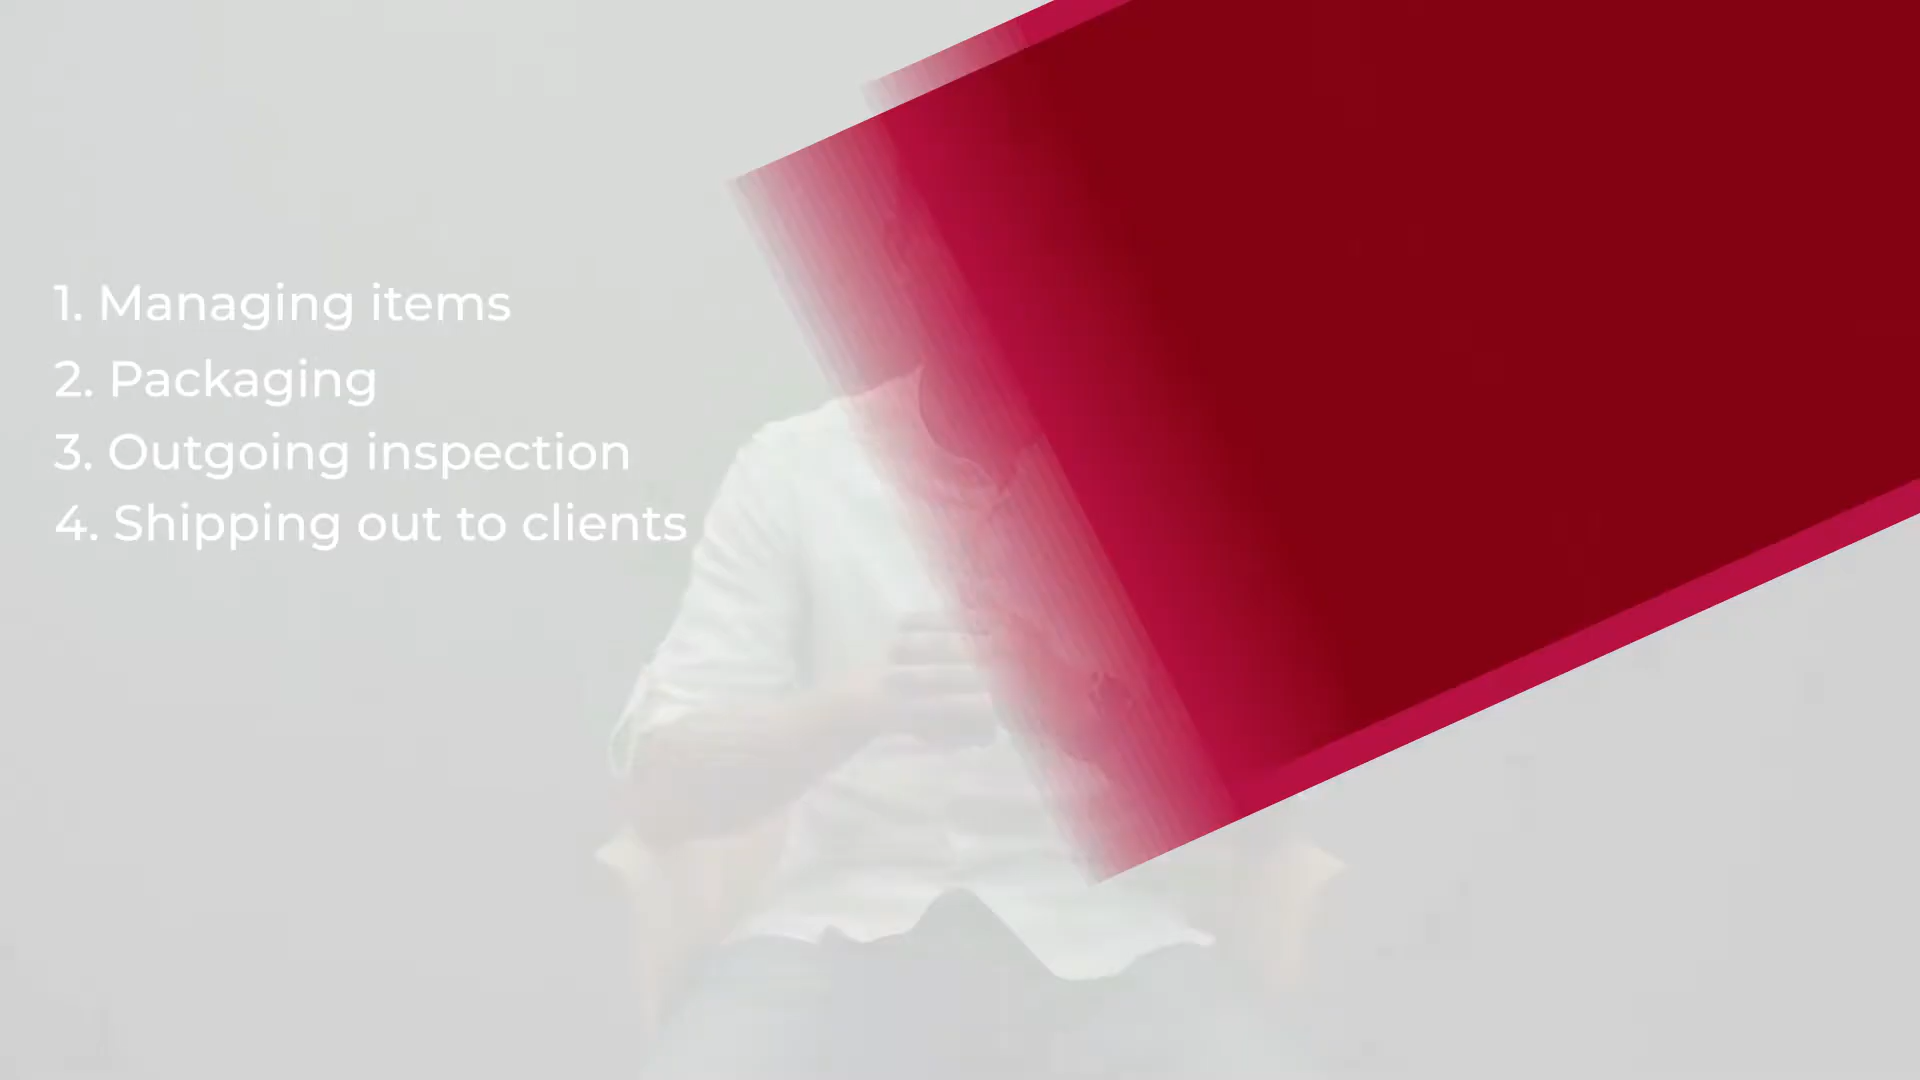 1. Managing items
2. Packaging
3. Outgoing inspection
4. Shipping out to clients